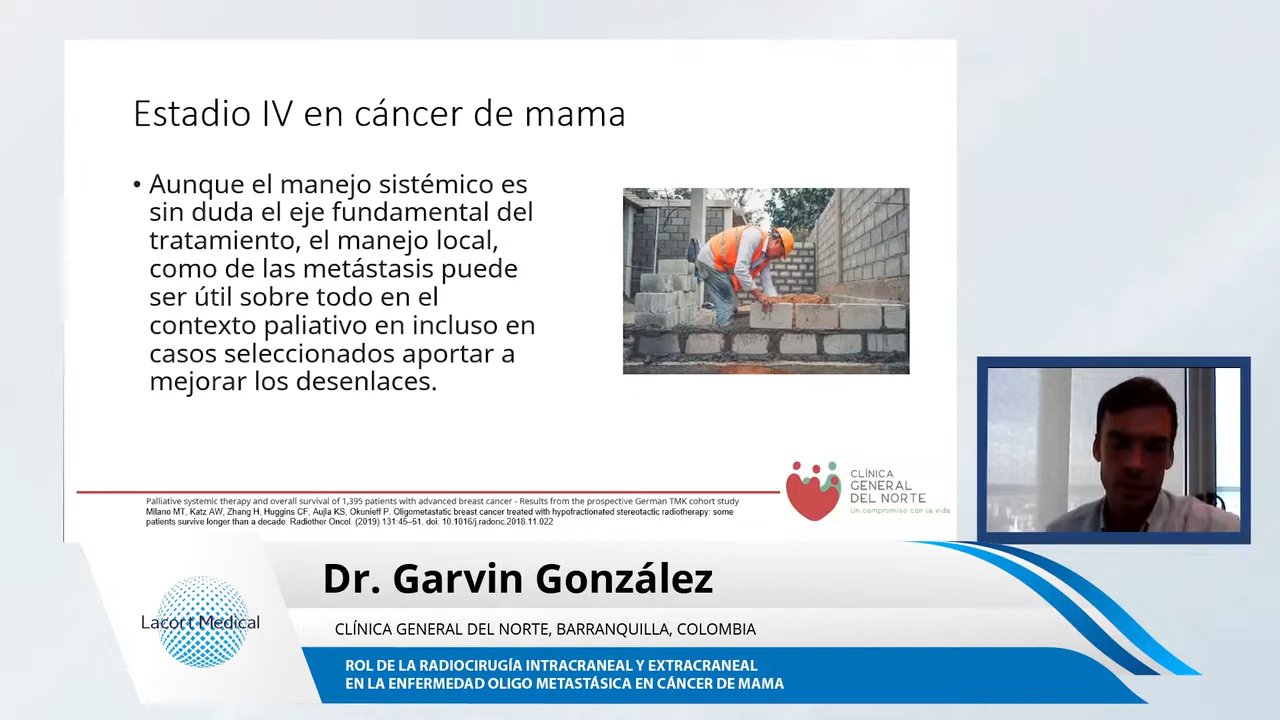 Estadio IV en cáncer de mama
• Aunque el manejo sistémico es
sin duda el eje fundamental del
tratamiento, el manejo local,
como de las metástasis puede
ser útil sobre todo en el
contexto paliativo en incluso en
casos seleccionados aportar a
mejorar los desenlaces.
Palliative systemic therapy and overall survival of 1,395 patients with advanced breast cancer - Results from the prospective German TMK cohort study
Milano MT, Katz AW, Zhang H, Huggins CF, Aujla KS, Okunieff P. Oligometastatic breast cancer treated with hypofractionated stereotactic radiotherapy: some
patients survive longer than a decade. Radiother Oncol. (2019) 131:45–51. doi: 10.1016/j.radonc.2018.11.022
CLÍNICA
GENERAL
DEL NORTE
Un compromiso con la vida
Lacort Medical
Dr. Garvin González
CLÍNICA GENERAL DEL NORTE, BARRANQUILLA, COLOMBIA
ROL DE LA RADIOCIRUGÍA INTRACRANEAL Y EXTRACRANEAL
EN LA ENFERMEDAD OLIGO METASTÁSICA EN CÁNCER DE MAMA